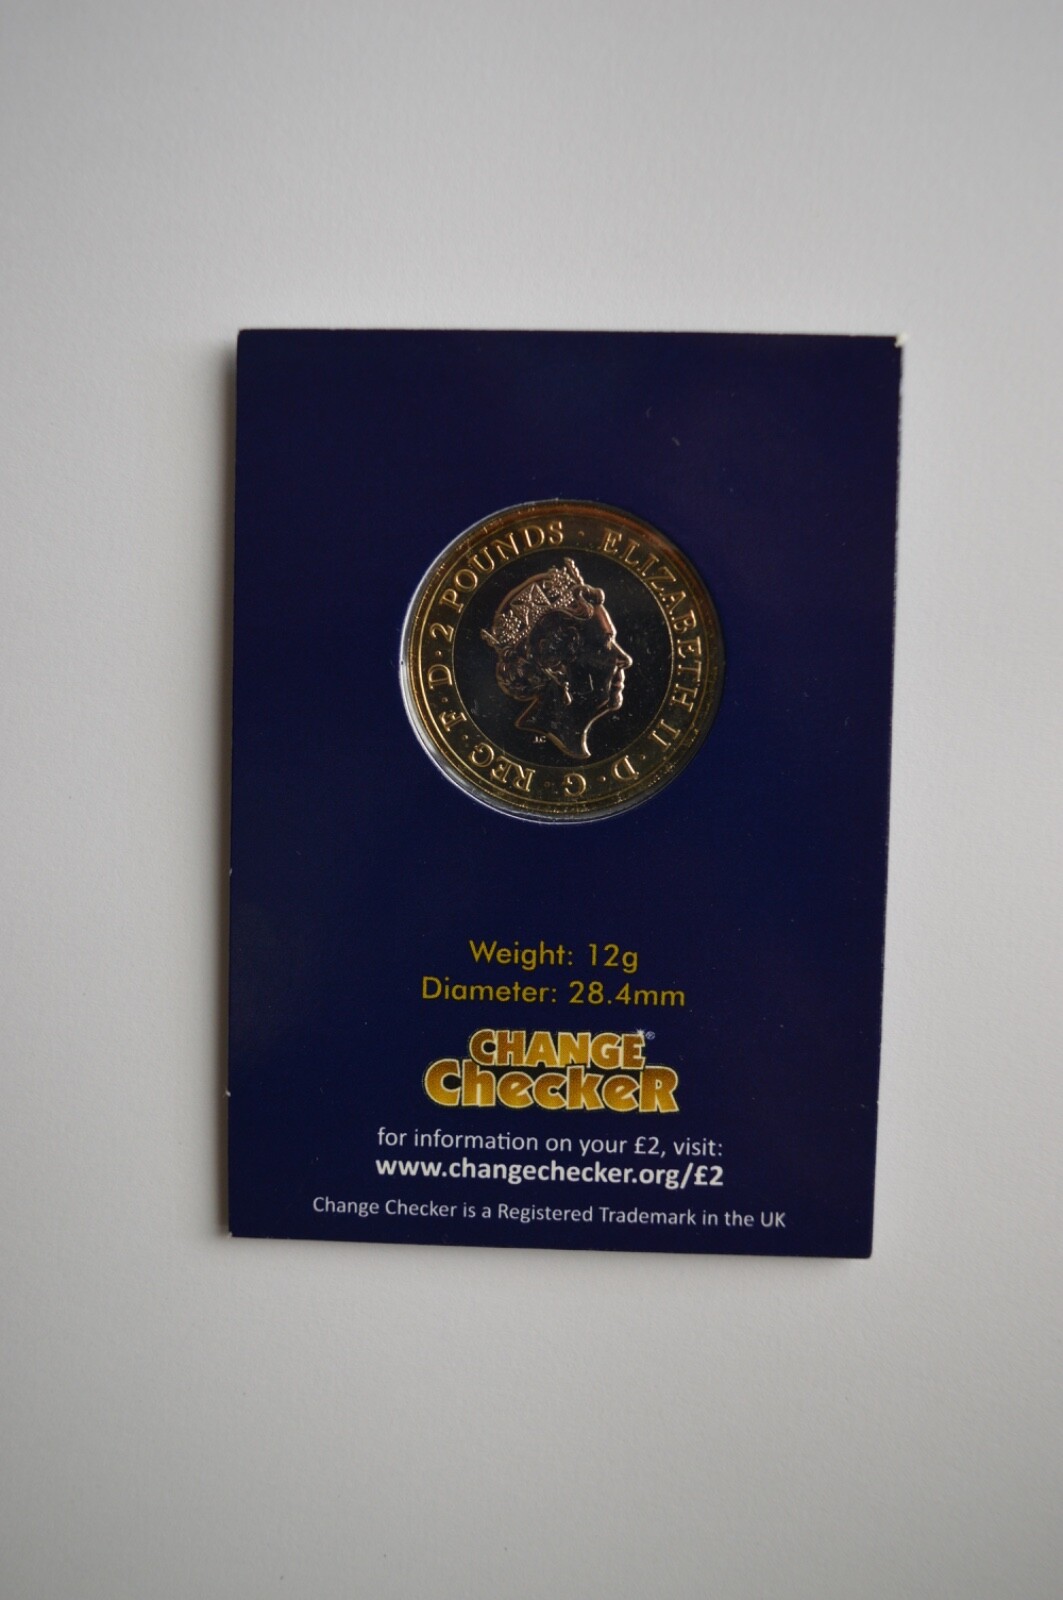 ELIZABETH II · D · G · REG · F · D · 2 POUNDS ·
JC
Weight: 12g
Diameter: 28.4mm
CHANGE®
CheckeR
for information on your £2, visit:
www.changechecker.org/£2
Change Checker is a Registered Trademark in the UK